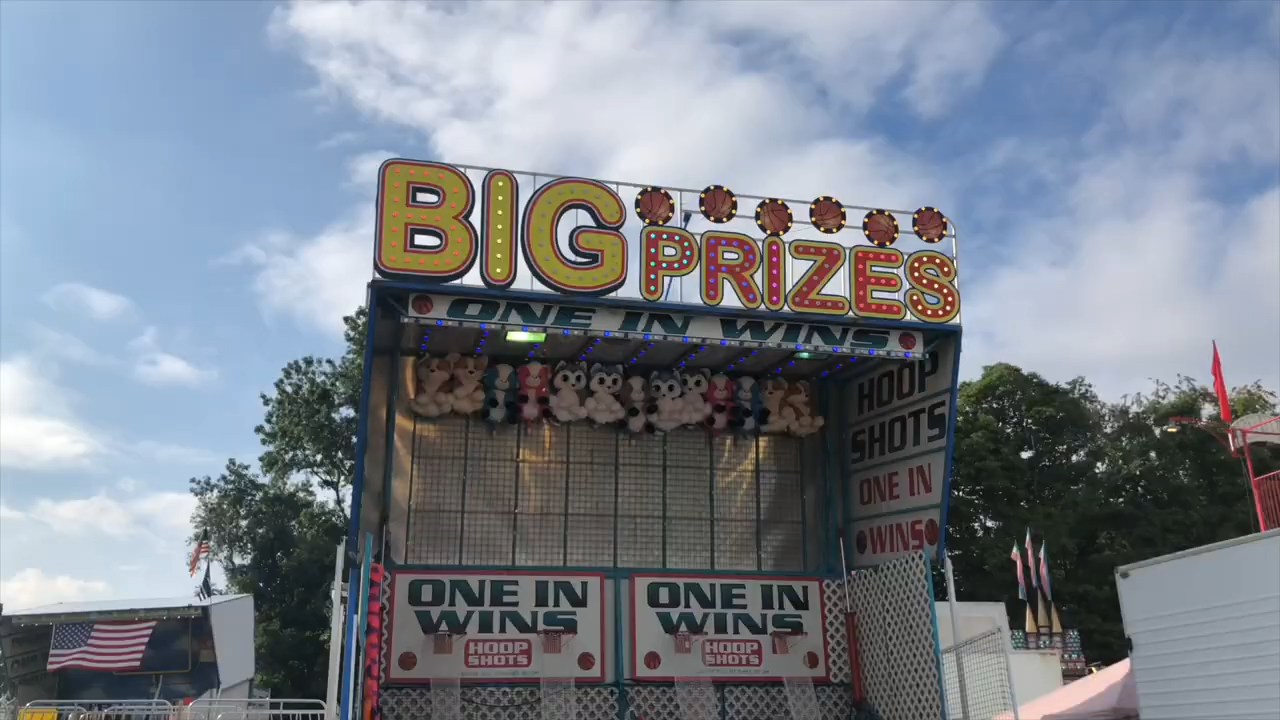 BIG PRIZES
ONE IN WINS
HOOP
SHOTS
ONE IN
WINS
ONE IN
WINS
HOOP
SHOTS
ONE IN
WINS
HOOP
SHOTS